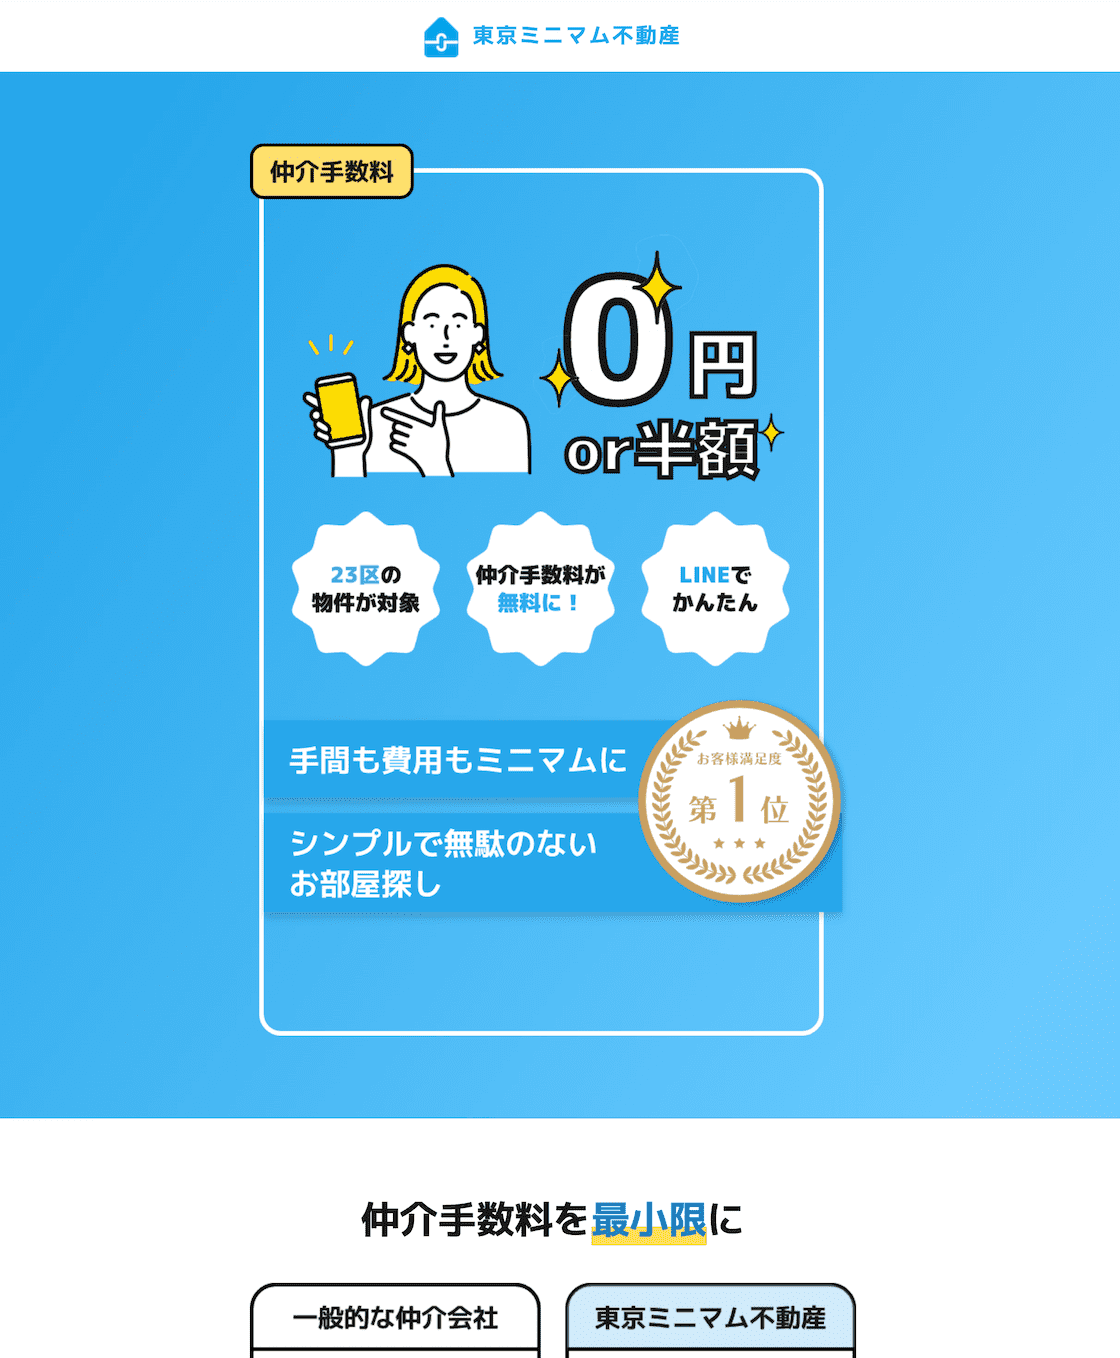 東京ミニマム不動産
仲介手数料
0円
or半額
23区の
物件が対象
仲介手数料が
無料に！
LINEで
かんたん
手間も費用もミニマムに
シンプルで無駄のない
お部屋探し
お客様満足度
第1位
仲介手数料を最小限に
一般的な仲介会社
東京ミニマム不動産